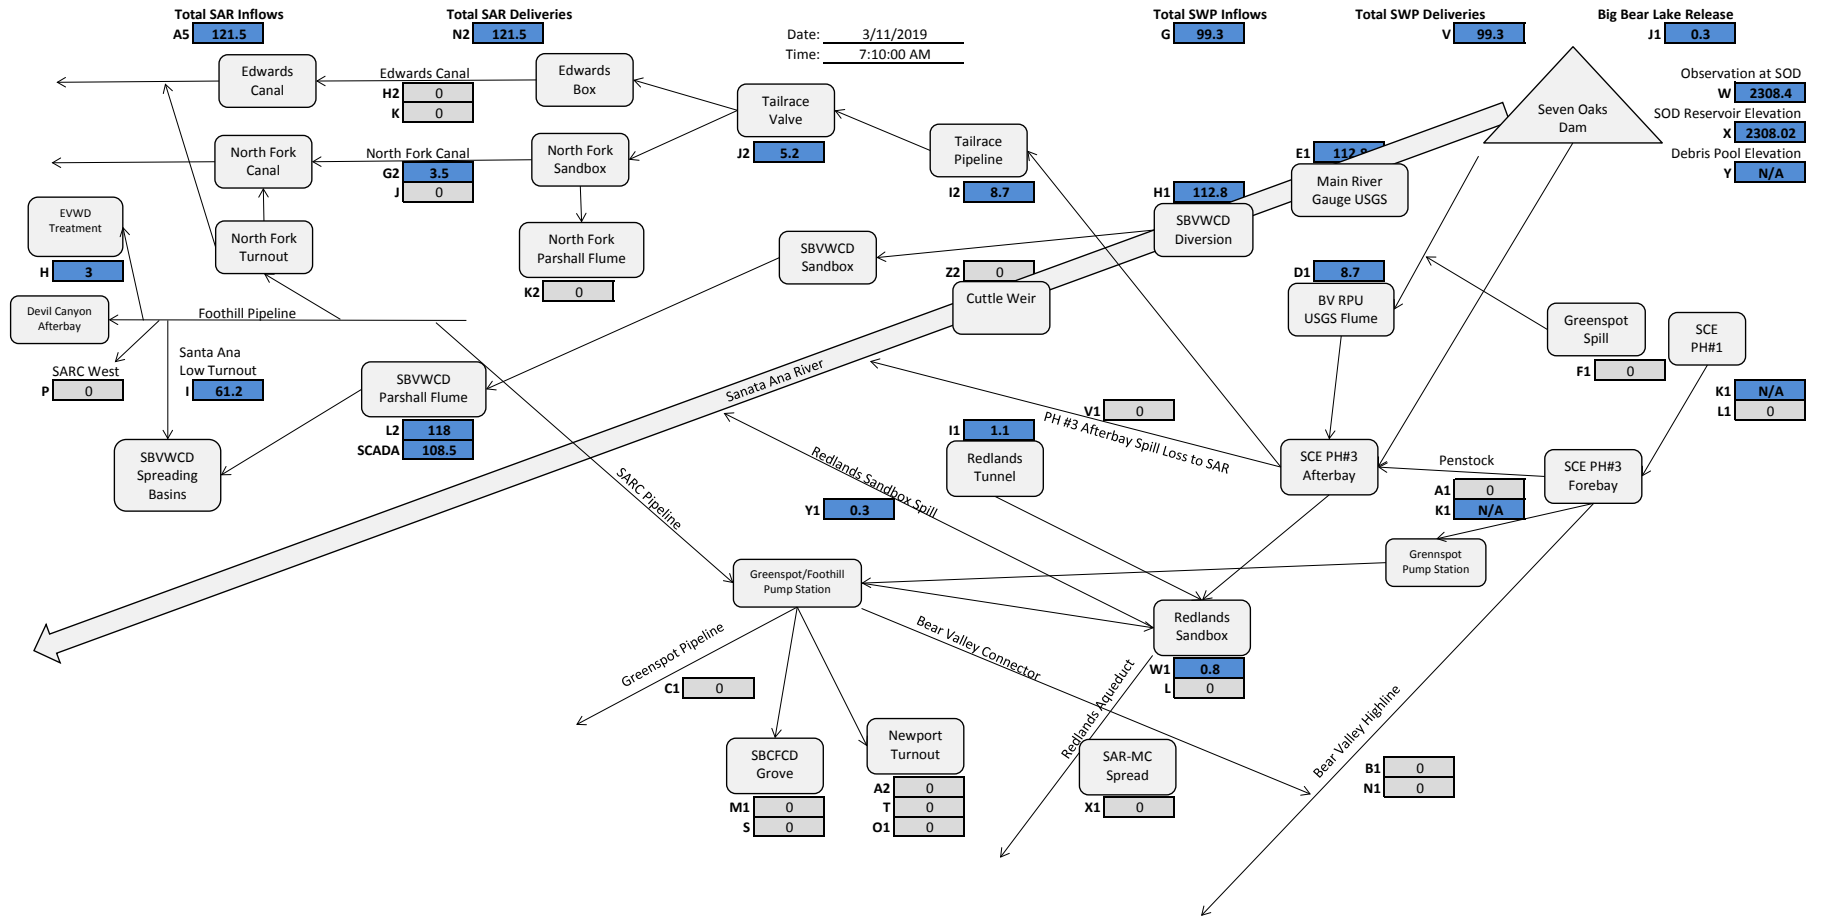 Total SAR Inflows
A5 121.5
Total SAR Deliveries
N2 121.5
Date: 3/11/2019
Time: 7:10:00 AM
Total SWP Inflows
G 99.3
Total SWP Deliveries
V 99.3
Big Bear Lake Release
J1 0.3
Observation at SOD
W 2308.4
SOD Reservoir Elevation
X 2308.02
Debris Pool Elevation
Y N/A
Edwards
Canal
Edwards Canal
H2 0
K 0
Edwards
Box
Tailrace
Valve
J2 5.2
Tailrace
Pipeline
I2 8.7
Seven Oaks
Dam
E1 112.8
Main River
Gauge USGS
H1 112.8
SBVWCD
Diversion
North Fork
Canal
North Fork Canal
G2 3.5
J 0
North Fork
Sandbox
North Fork
Parshall Flume
K2 0
EVWD
Treatment
H 3
North Fork
Turnout
SBVWCD
Sandbox
Z2 0
Cuttle Weir
D1 8.7
BV RPU
USGS Flume
Greenspot
Spill
F1 0
SCE
PH#1
K1 N/A
L1 0
Devil Canyon
Afterbay
Foothill Pipeline
SARC West
P 0
Santa Ana
Low Turnout
I 61.2
SBVWCD
Parshall Flume
L2 118
SCADA 108.5
Sanata Ana River
SBVWCD
Spreading
Basins
V1 0
PH #3 Afterbay Spill Loss to SAR
I1 1.1
Redlands
Tunnel
SCE PH#3
Afterbay
Penstock
A1 0
K1 N/A
SCE PH#3
Forebay
Redlands Sandbox Spill
Y1 0.3
SARC Pipeline
Greenspot/Foothill
Pump Station
Grennspot
Pump Station
Redlands
Sandbox
W1 0.8
L 0
Greenspot Pipeline
C1 0
Bear Valley Connector
Redlands Aqueduct
Bear Valley Highline
SBCFCD
Grove
M1 0
S 0
Newport
Turnout
A2 0
T 0
O1 0
SAR-MC
Spread
X1 0
B1 0
N1 0